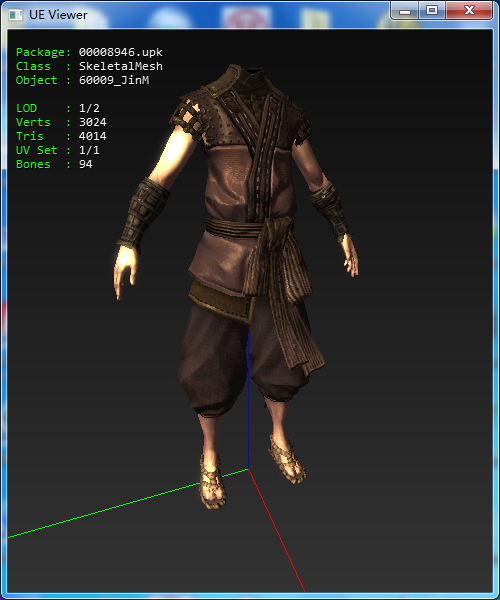 UE Viewer
Package: 00008946.upk
Class : SkeletalMesh
Object : 60009_JinM
LOD : 1/2
Verts : 3024
Tris : 4014
UV Set : 1/1
Bones : 94